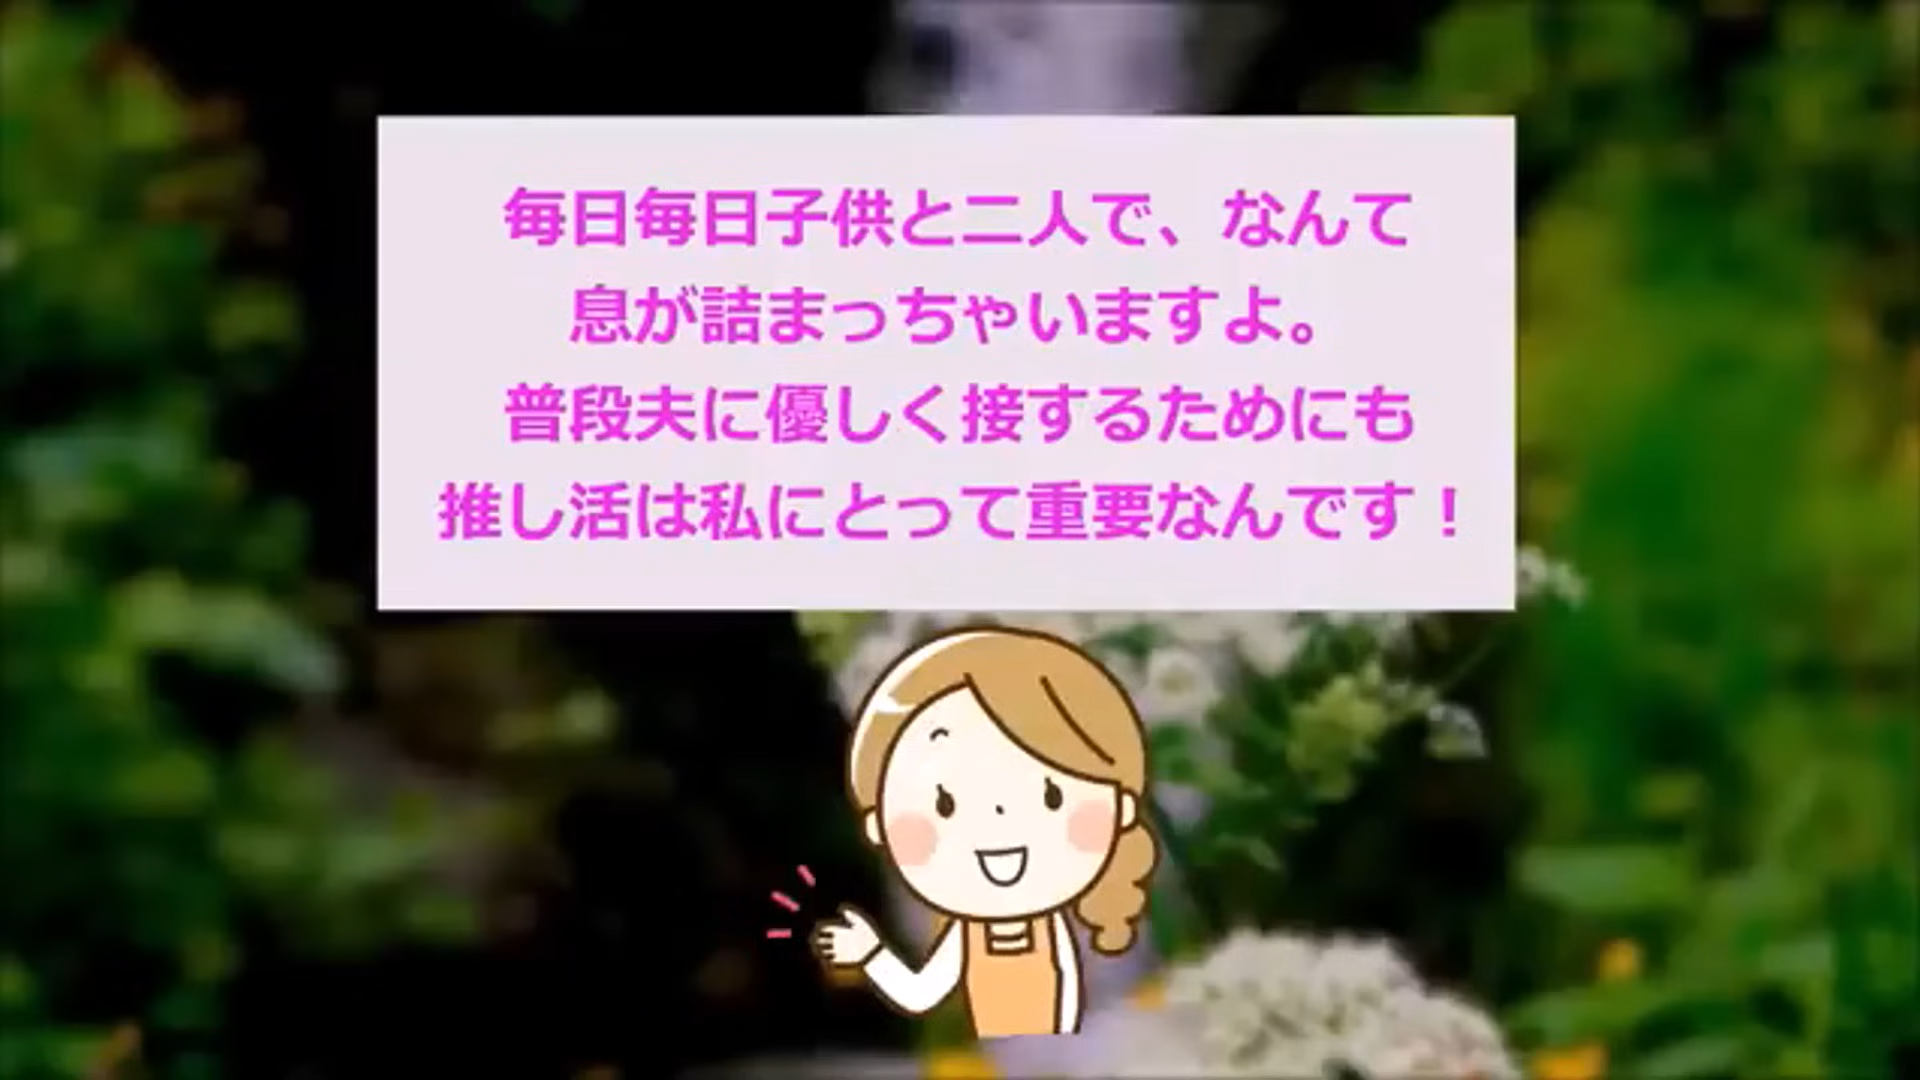 毎日毎日子供と二人で、なんて
息が詰まっちゃいますよ。
普段夫に優しく接するためにも
推し活は私にとって重要なんです！